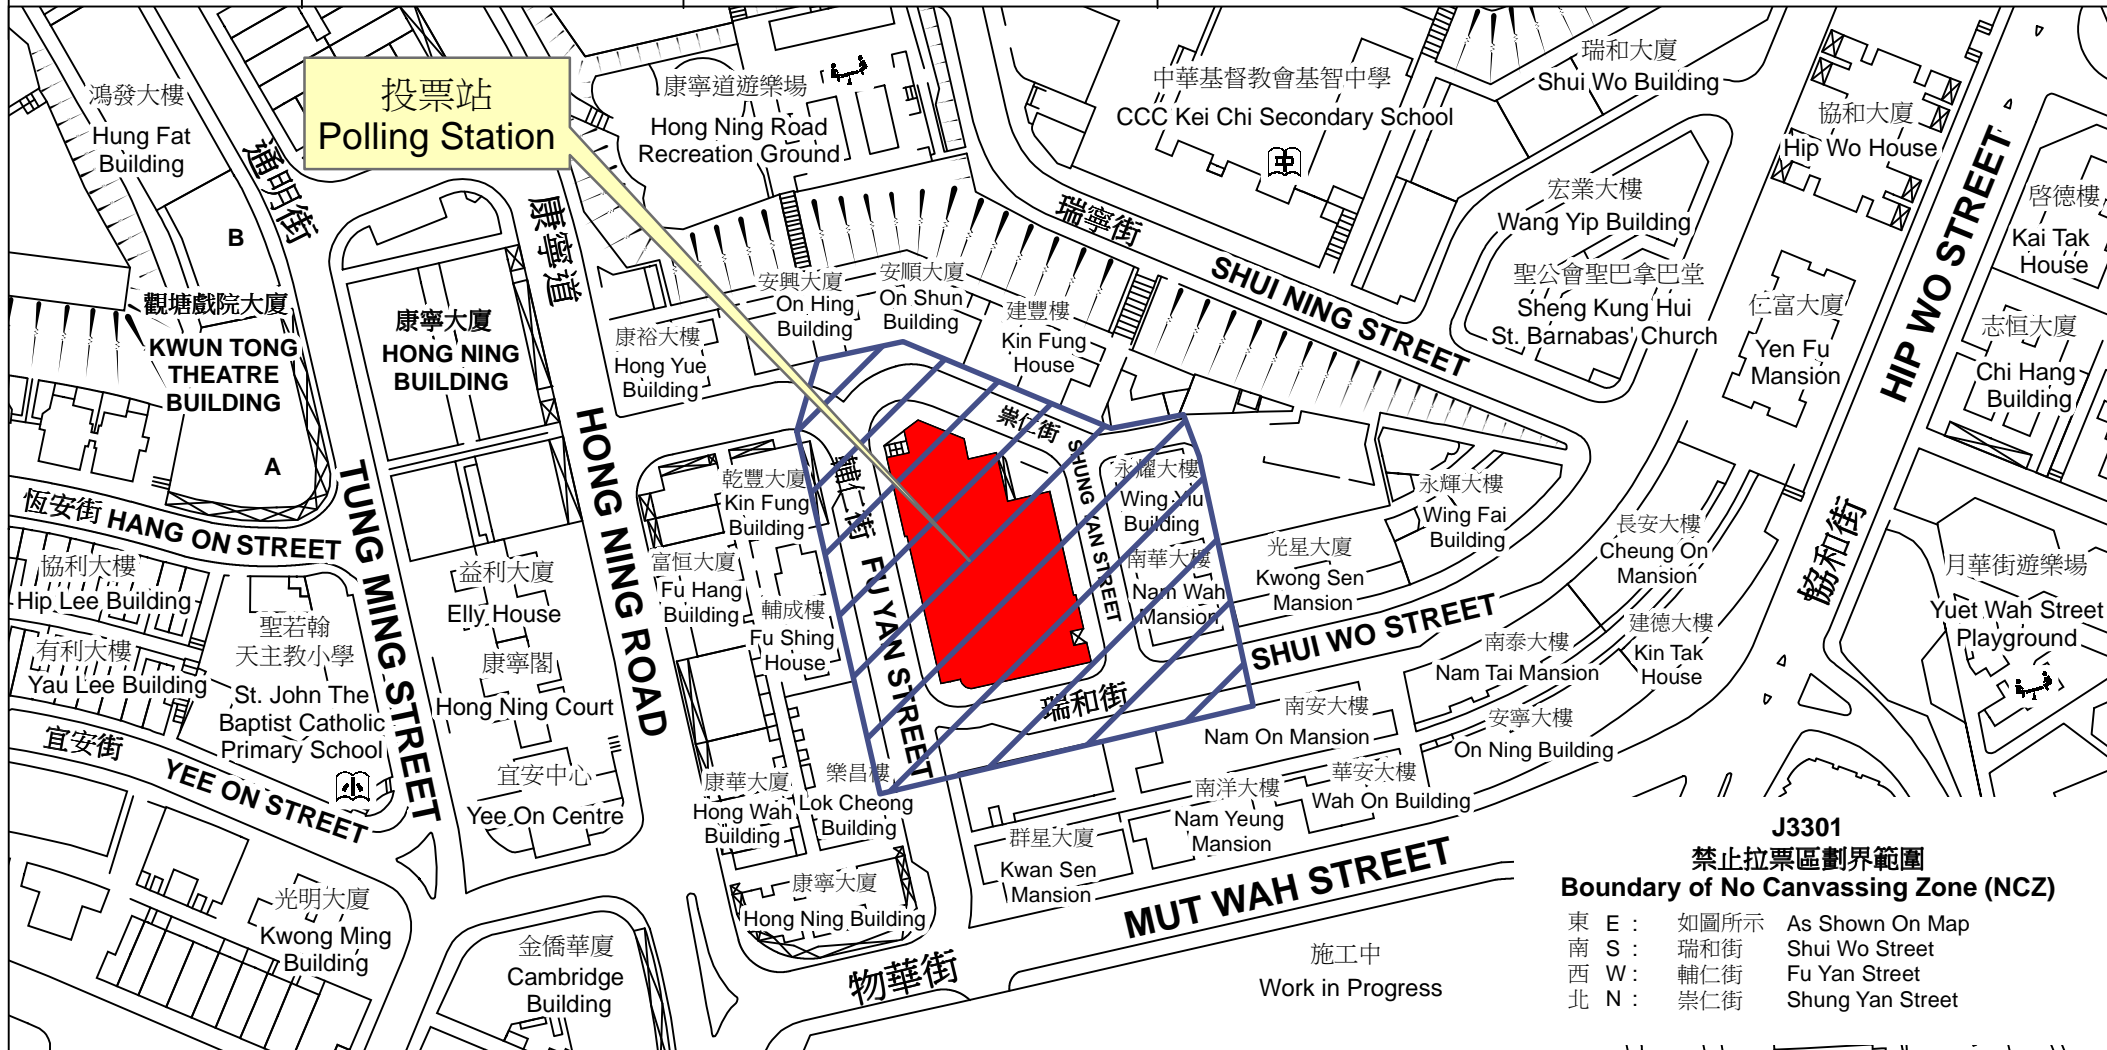 投票站
Polling Station
鴻發大樓
Hung Fat
Building
通明街
康寧道
康寧道遊樂場
Hong Ning Road
Recreation Ground
中華基督教會基智中學
CCC Kei Chi Secondary School
中
瑞和大廈
Shui Wo Building
協和大廈
Hip Wo House
HIP WO STREET
啓德樓
Kai Tak
House
宏業大樓
Wang Yip Building
聖公會聖巴拿巴堂
Sheng Kung Hui
St. Barnabas' Church
瑞寧街
SHUI NING STREET
B
觀塘戲院大廈
KWUN TONG
THEATRE
BUILDING
A
康寧大廈
HONG NING
BUILDING
康裕大樓
Hong Yue
Building
安興大廈
On Hing
Building
安順大廈
On Shun
Building
建豐樓
Kin Fung
House
仁富大廈
Yen Fu
Mansion
志恒大廈
Chi Hang
Building
TUNG MING STREET
HONG NING ROAD
崇仁街
SHUNG YAN STREET
輔仁街
FU YAN STREET
乾豐大廈
Kin Fung
Building
永耀大樓
Wing Yiu
Building
南華大樓
Nam Wah
Mansion
光星大廈
Kwong Sen
Mansion
永輝大樓
Wing Fai
Building
長安大樓
Cheung On
Mansion
協和街
月華街遊樂場
Yuet Wah Street
Playground
恆安街 HANG ON STREET
協利大樓
Hip Lee Building
有利大樓
Yau Lee Building
聖若翰
天主教小學
St. John The
Baptist Catholic
Primary School
小
益利大廈
Elly House
康寧閣
Hong Ning Court
宜安中心
Yee On Centre
富恒大廈
Fu Hang
Building
輔成樓
Fu Shing
House
瑞和街
SHUI WO STREET
南泰大樓
Nam Tai Mansion
建德大樓
Kin Tak
House
南安大樓
Nam On Mansion
安寧大樓
On Ning Building
宜安街
YEE ON STREET
康華大廈
Hong Wah
Building
樂昌樓
Lok Cheong
Building
南洋大樓
Nam Yeung
Mansion
華安大樓
Wah On Building
群星大廈
Kwan Sen
Mansion
康寧大廈
Hong Ning Building
光明大廈
Kwong Ming
Building
金僑華廈
Cambridge
Building
物華街
MUT WAH STREET
施工中
Work in Progress
J3301
禁止拉票區劃界範圍
Boundary of No Canvassing Zone (NCZ)
東 E : 如圖所示 As Shown On Map
南 S : 瑞和街 Shui Wo Street
西 W : 輔仁街 Fu Yan Street
北 N : 崇仁街 Shung Yan Street